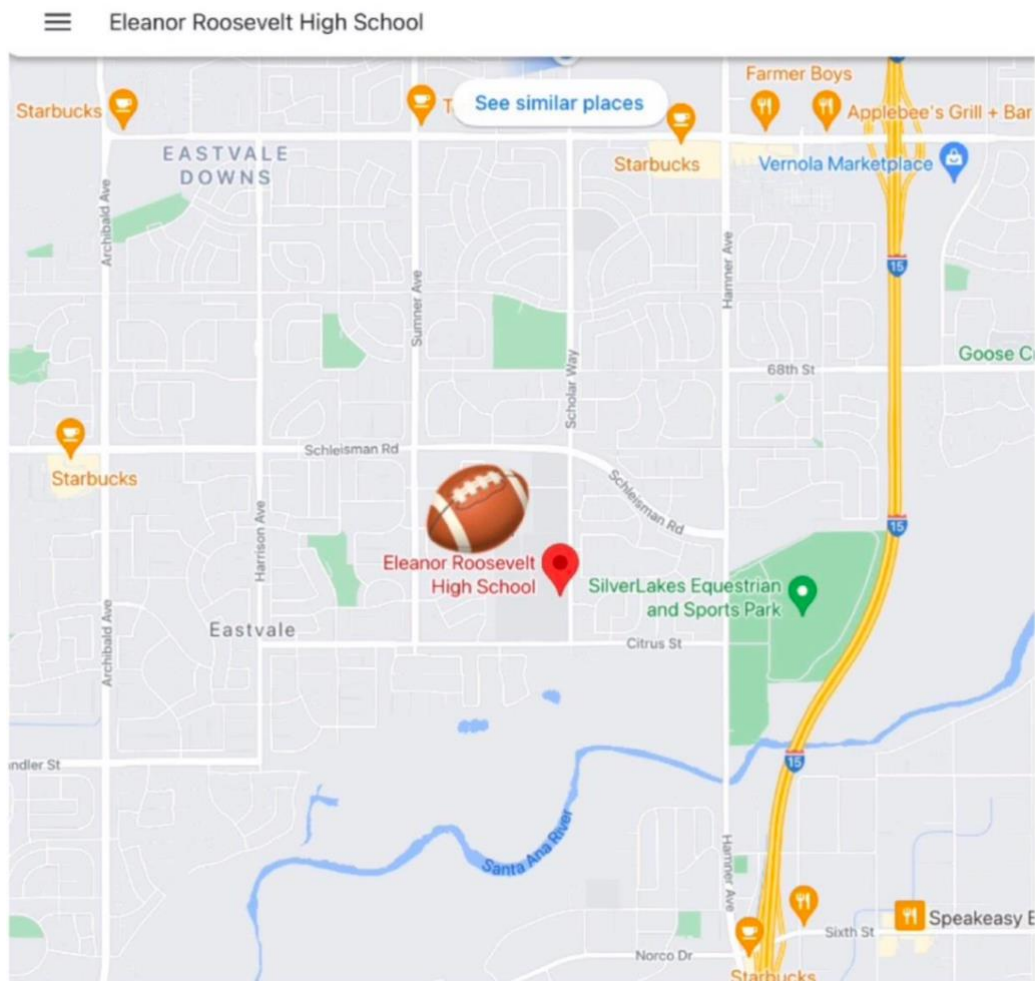 Eleanor Roosevelt High School
Farmer Boys
Starbucks
T
See similar places
Applebee's Grill + Bar
EASTVALE
DOWNS
Starbucks
Vernola Marketplace
Archibald Ave
Sumner Ave
Hamner Ave
15
Goose C
68th St
Scholar Way
Schleisman Rd
Starbucks
Schleisman Rd
Harrison Ave
15
Eleanor Roosevelt
High School
SilverLakes Equestrian
and Sports Park
Archibald Ave
Eastvale
Citrus St
ndler St
15
Santa Ana River
Hamner Ave
Speakeasy E
Sixth St
Norco Dr
Starbucks